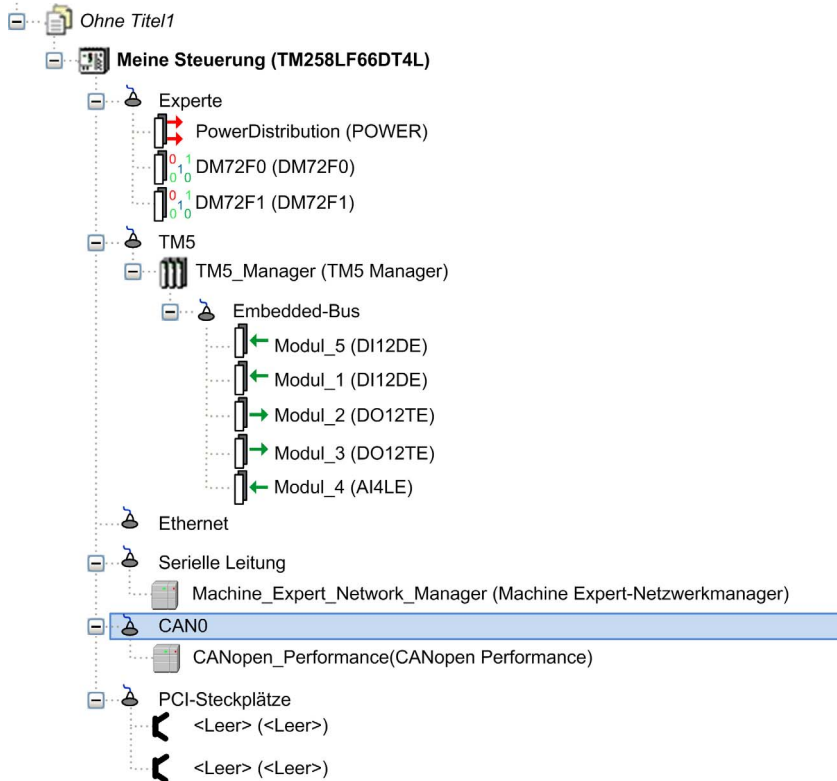 Ohne Titel1
Meine Steuerung (TM258LF66DT4L)
Experte
PowerDistribution (POWER)
DM72F0 (DM72F0)
DM72F1 (DM72F1)
TM5
TM5_Manager (TM5 Manager)
Embedded-Bus
Modul_5 (DI12DE)
Modul_1 (DI12DE)
Modul_2 (DO12TE)
Modul_3 (DO12TE)
Modul_4 (AI4LE)
Ethernet
Serielle Leitung
Machine_Expert_Network_Manager (Machine Expert-Netzwerkmanager)
CAN0
CANopen_Performance(CANopen Performance)
PCI-Steckplätze
<Leer> (<Leer>)
<Leer> (<Leer>)